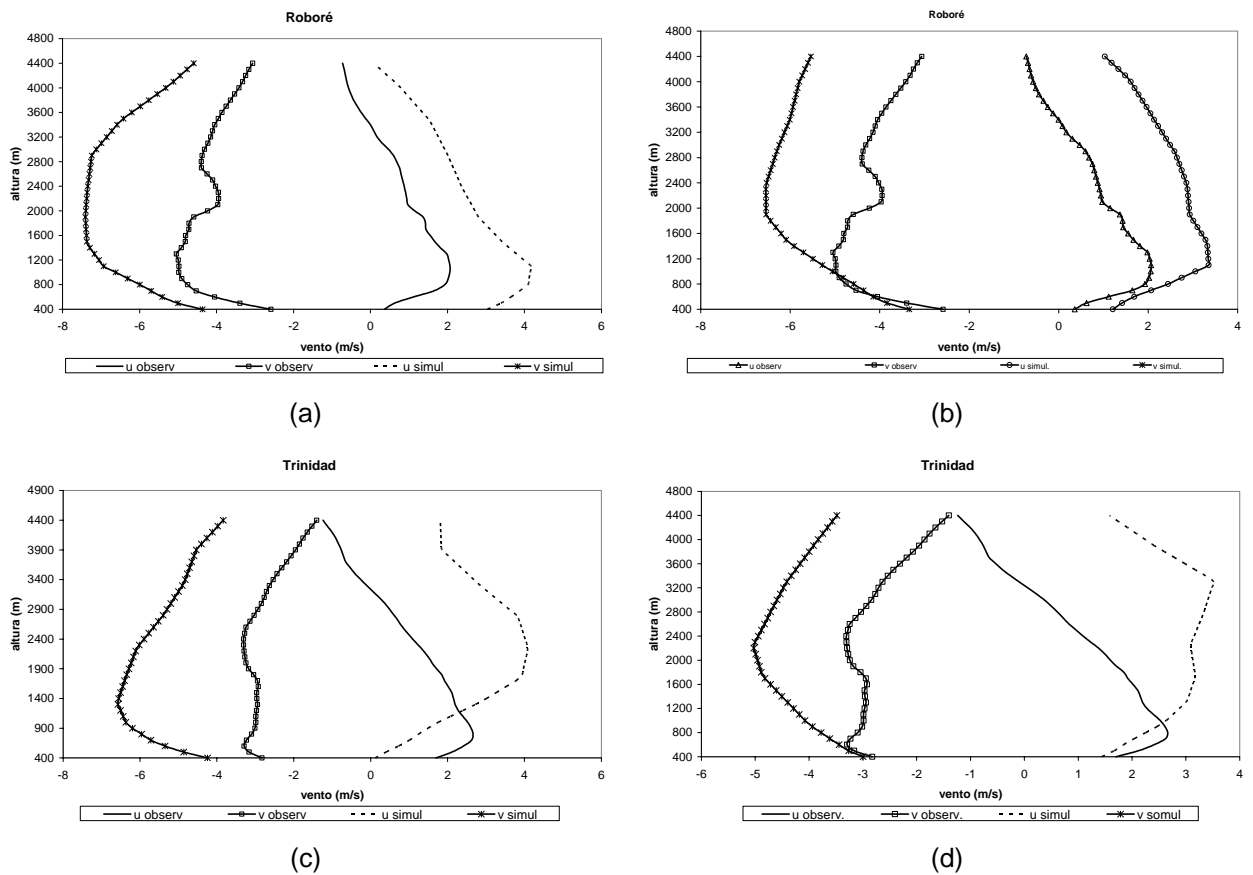 Roboré
4800
4400
4000
3600
3200
2800
2400
2000
1600
1200
800
400
altura (m)
-8 -6 -4 -2 0 2 4 6
vento (m/s)
u observ v observ u simul v simul
(a)
Roboré
4800
4400
4000
3600
3200
2800
2400
2000
1600
1200
800
400
altura (m)
-8 -6 -4 -2 0 2 4
vento (m/s)
u observ v observ u simul. v simul.
(b)
Trinidad
4900
4400
3900
3400
2900
2400
1900
1400
900
400
altura (m)
-8 -6 -4 -2 0 2 4 6
vento (m/s)
u observ v observ u simul v simul
(c)
Trinidad
4800
4400
4000
3600
3200
2800
2400
2000
1600
1200
800
400
altura (m)
-6 -5 -4 -3 -2 -1 0 1 2 3 4
vento (m/s)
u observ. v observ. u simul v somul
(d)